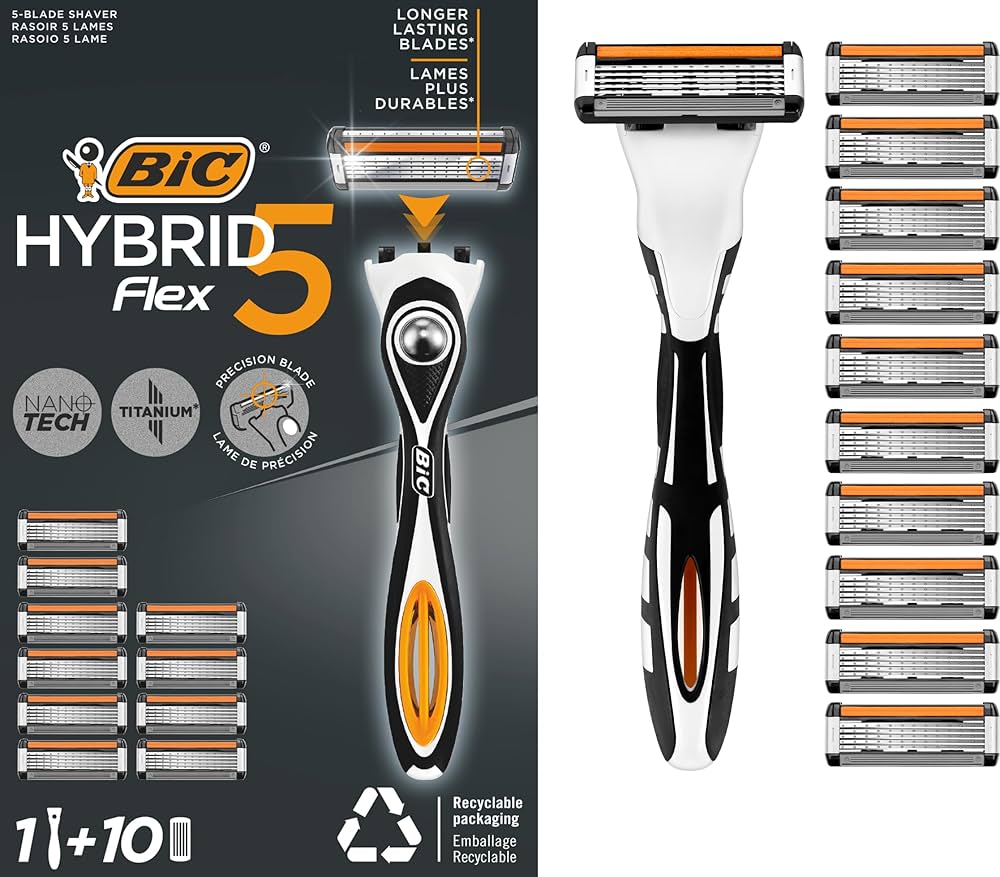 5-BLADE SHAVER
RASOIR 5 LAMES
RASOIO 5 LAME
LONGER
LASTING
BLADES*
LAMES
PLUS
DURABLES*
BiC®
HYBRID 5
Flex
NANO
TECH
TITANIUM*
PRECISION BLADE
LAME DE PRÉCISION
BiC
1 + 10
Recyclable
packaging
Emballage
Recyclable